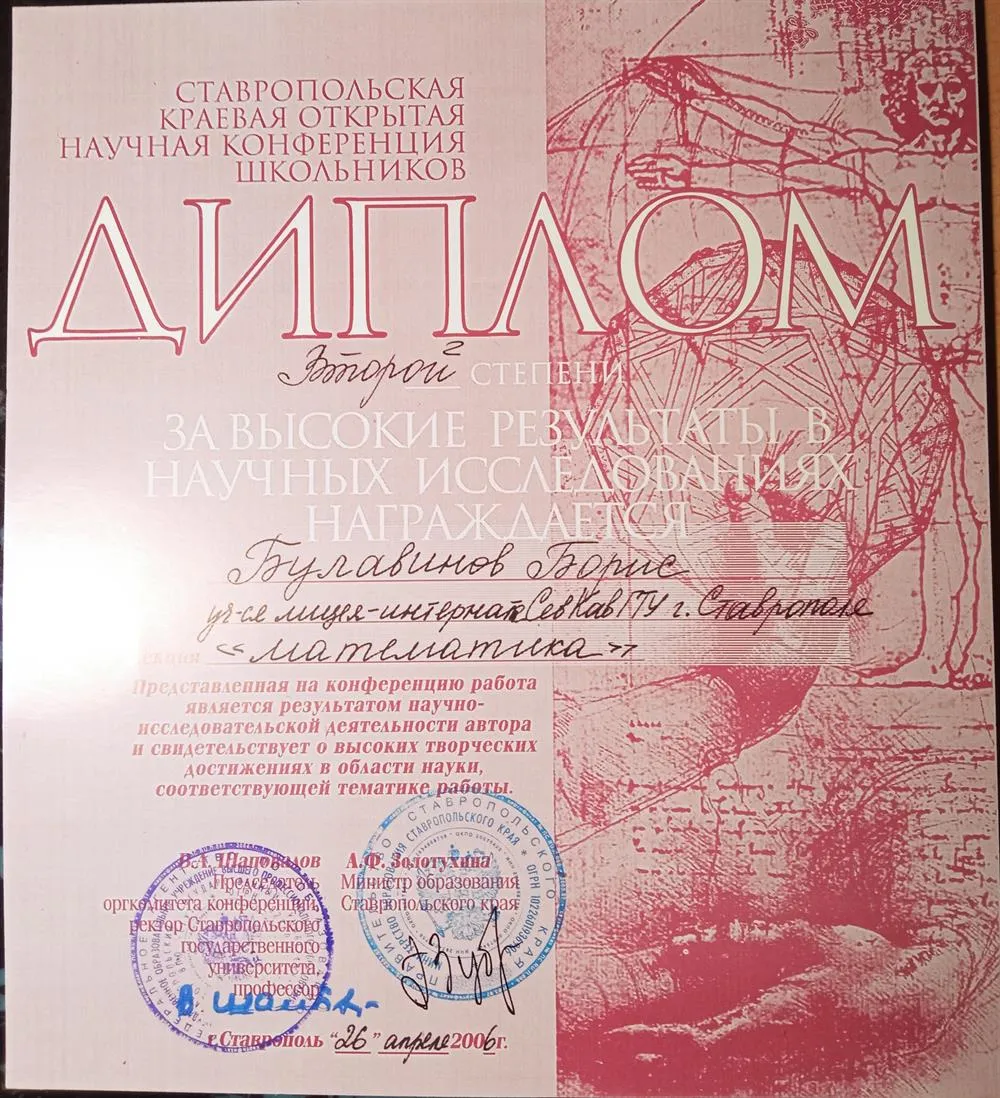 СТАВРОПОЛЬСКАЯ
КРАЕВАЯ ОТКРЫТАЯ
НАУЧНАЯ КОНФЕРЕНЦИЯ
ШКОЛЬНИКОВ
ДИПЛОМ
Второй СТЕПЕНИ
ЗА ВЫСОКИЕ РЕЗУЛЬТАТЫ В
НАУЧНЫХ ИССЛЕДОВАНИЯХ
НАГРАЖДАЕТСЯ
Булавинов Борис
уч-ся лицея-интерната СевКавГТУ г. Ставрополя
секция «математика»
Представленная на конференцию работа
является результатом научно-
исследовательской деятельности автора
и свидетельствует о высоких творческих
достижениях в области науки,
соответствующей тематике работы.
В.А. Шаповалов
Председатель
оргкомитета конференции,
ректор Ставропольского
государственного
университета,
профессор
А.Ф. Золотухина
Министр образования
Ставропольского края
г.Ставрополь "26" апреле 2006г.